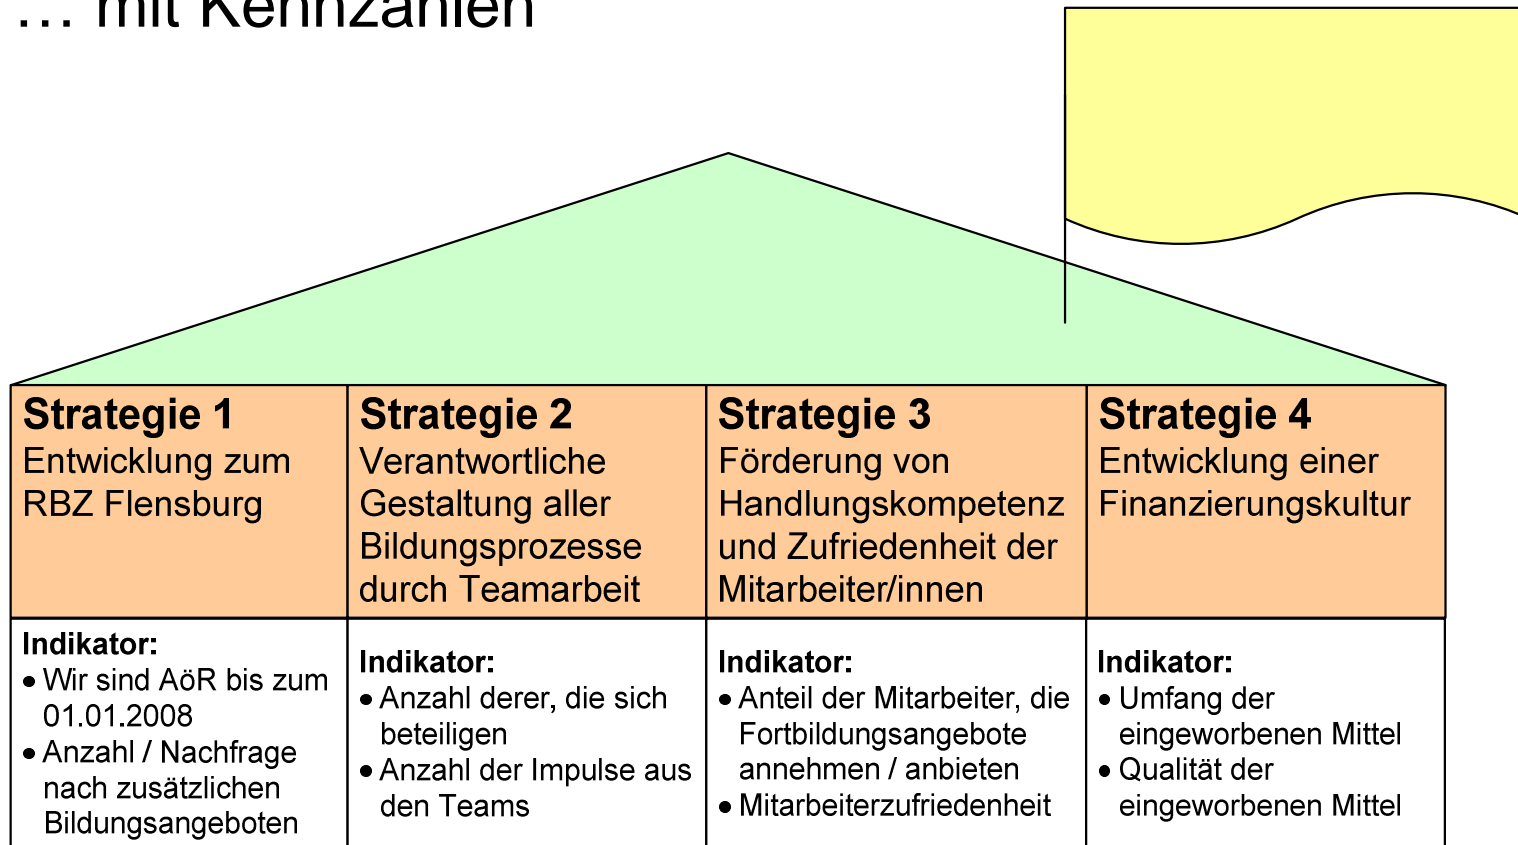 ... mit Kennzahlen
Strategie 1
Entwicklung zum
RBZ Flensburg
Strategie 2
Verantwortliche
Gestaltung aller
Bildungsprozesse
durch Teamarbeit
Strategie 3
Förderung von
Handlungskompetenz
und Zufriedenheit der
Mitarbeiter/innen
Strategie 4
Entwicklung einer
Finanzierungskultur
Indikator:
• Wir sind AöR bis zum
01.01.2008
• Anzahl / Nachfrage
nach zusätzlichen
Bildungsangeboten
Indikator:
• Anzahl derer, die sich
beteiligen
• Anzahl der Impulse aus
den Teams
Indikator:
• Anteil der Mitarbeiter, die
Fortbildungsangebote
annehmen / anbieten
• Mitarbeiterzufriedenheit
Indikator:
• Umfang der
eingeworbenen Mittel
• Qualität der
eingeworbenen Mittel